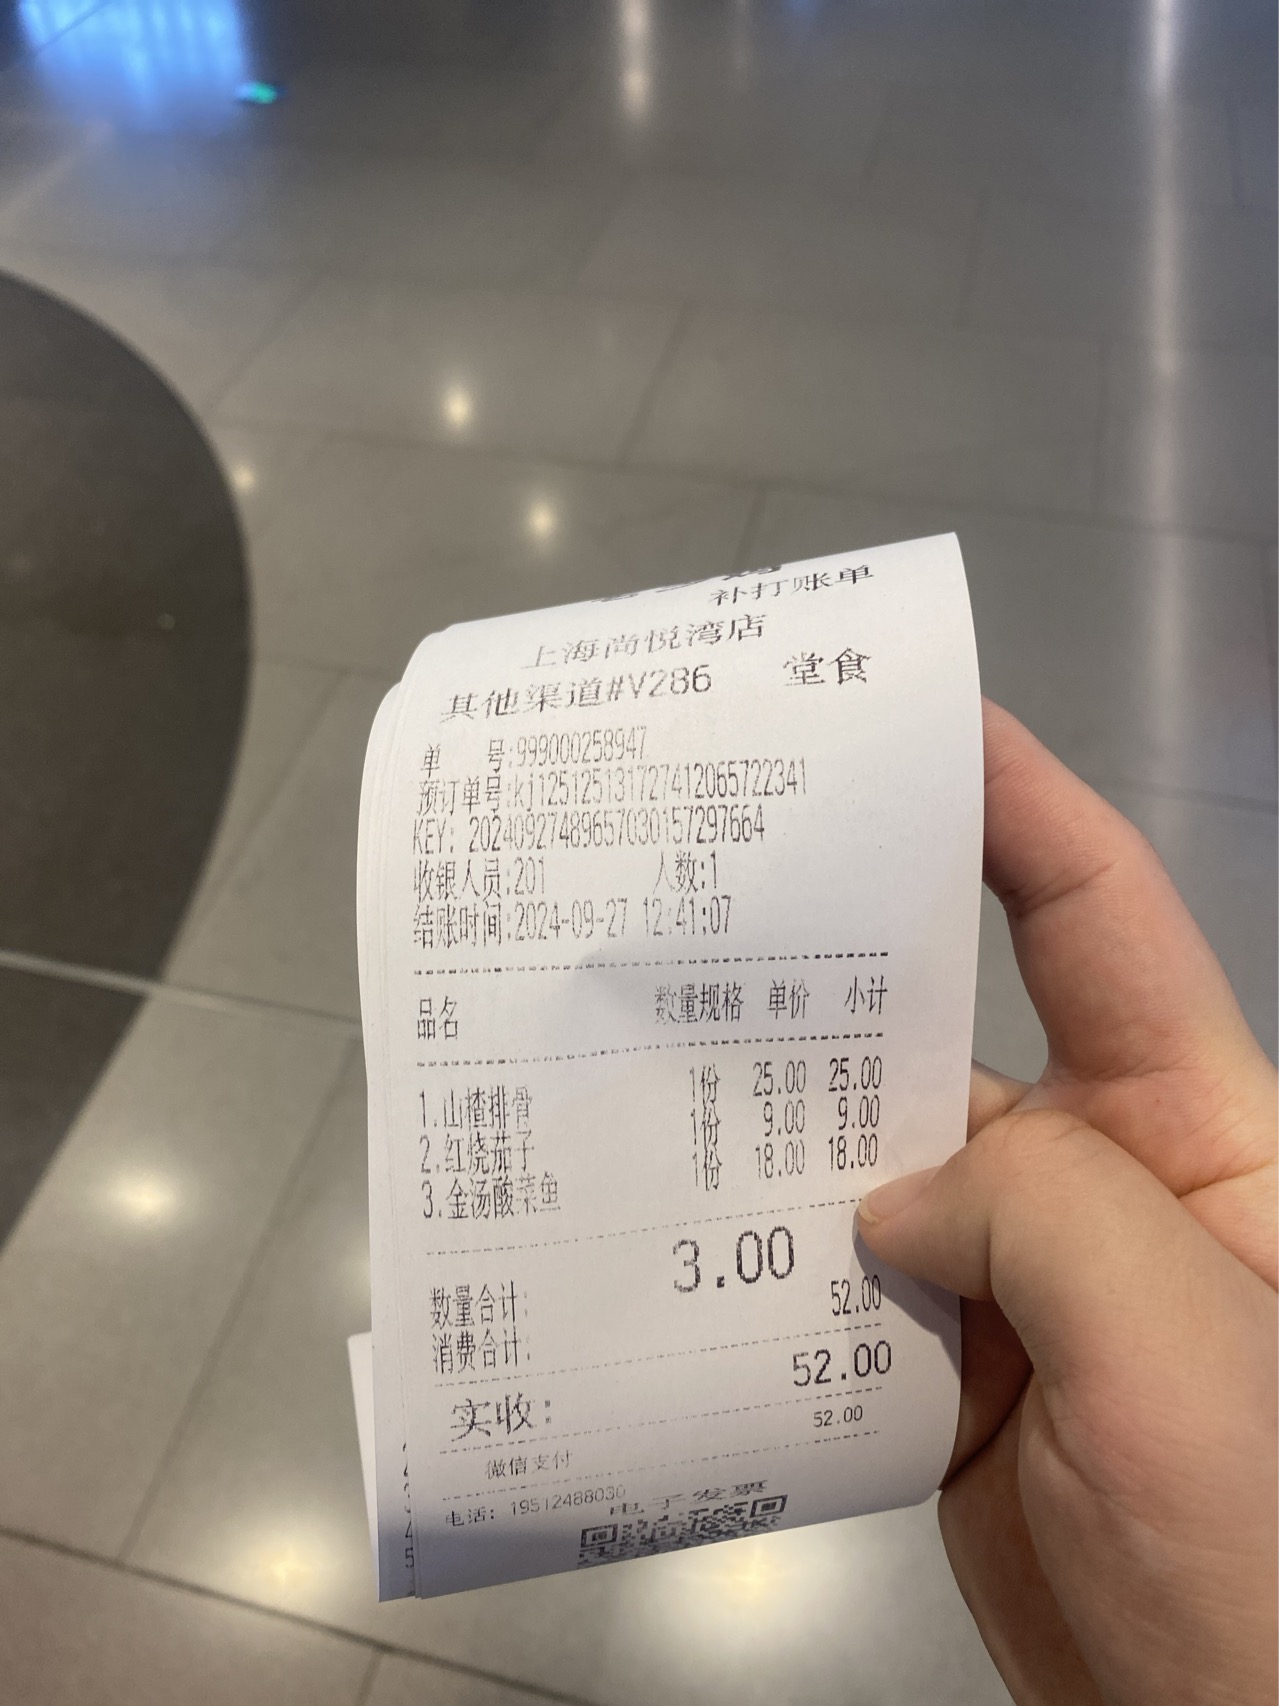 补打账单
上海尚悦湾店
其他渠道#V286 堂食
单 号:999000258947
预订单号:kj125125131727412065722341
KEY: 20240927489657030157297664
收银人员:201 人数:1
结账时间:2024-09-27 12:41:07
品名 数量规格 单价 小计
1.山楂排骨 1份 25.00 25.00
2.红烧茄子 1份 9.00 9.00
3.金汤酸菜鱼 1份 18.00 18.00
数量合计: 3.00
消费合计: 52.00
实收: 52.00
微信支付 52.00
电话: 19512488030
电子发票
2
3
4
5